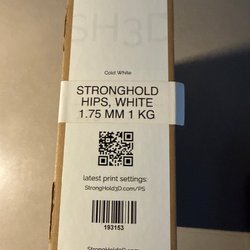 SH3D
Cold White
STRONGHOLD
HIPS, WHITE
1.75 MM 1 KG
latest print settings:
StrongHold3D.com/PS
193153
StrongHold3D.com